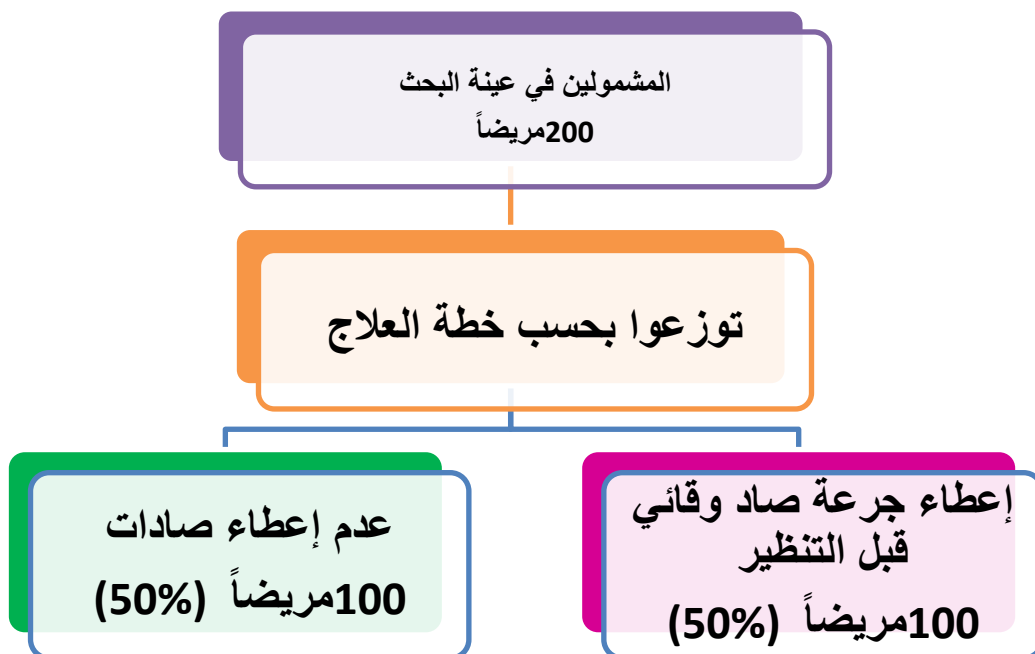 المشمولين في عينة البحث
200مريضاً
توزعوا بحسب خطة العلاج
إعطاء جرعة صاد وقائي
قبل التنظير
100مريضاً (50%)
عدم إعطاء صادات
100مريضاً (50%)